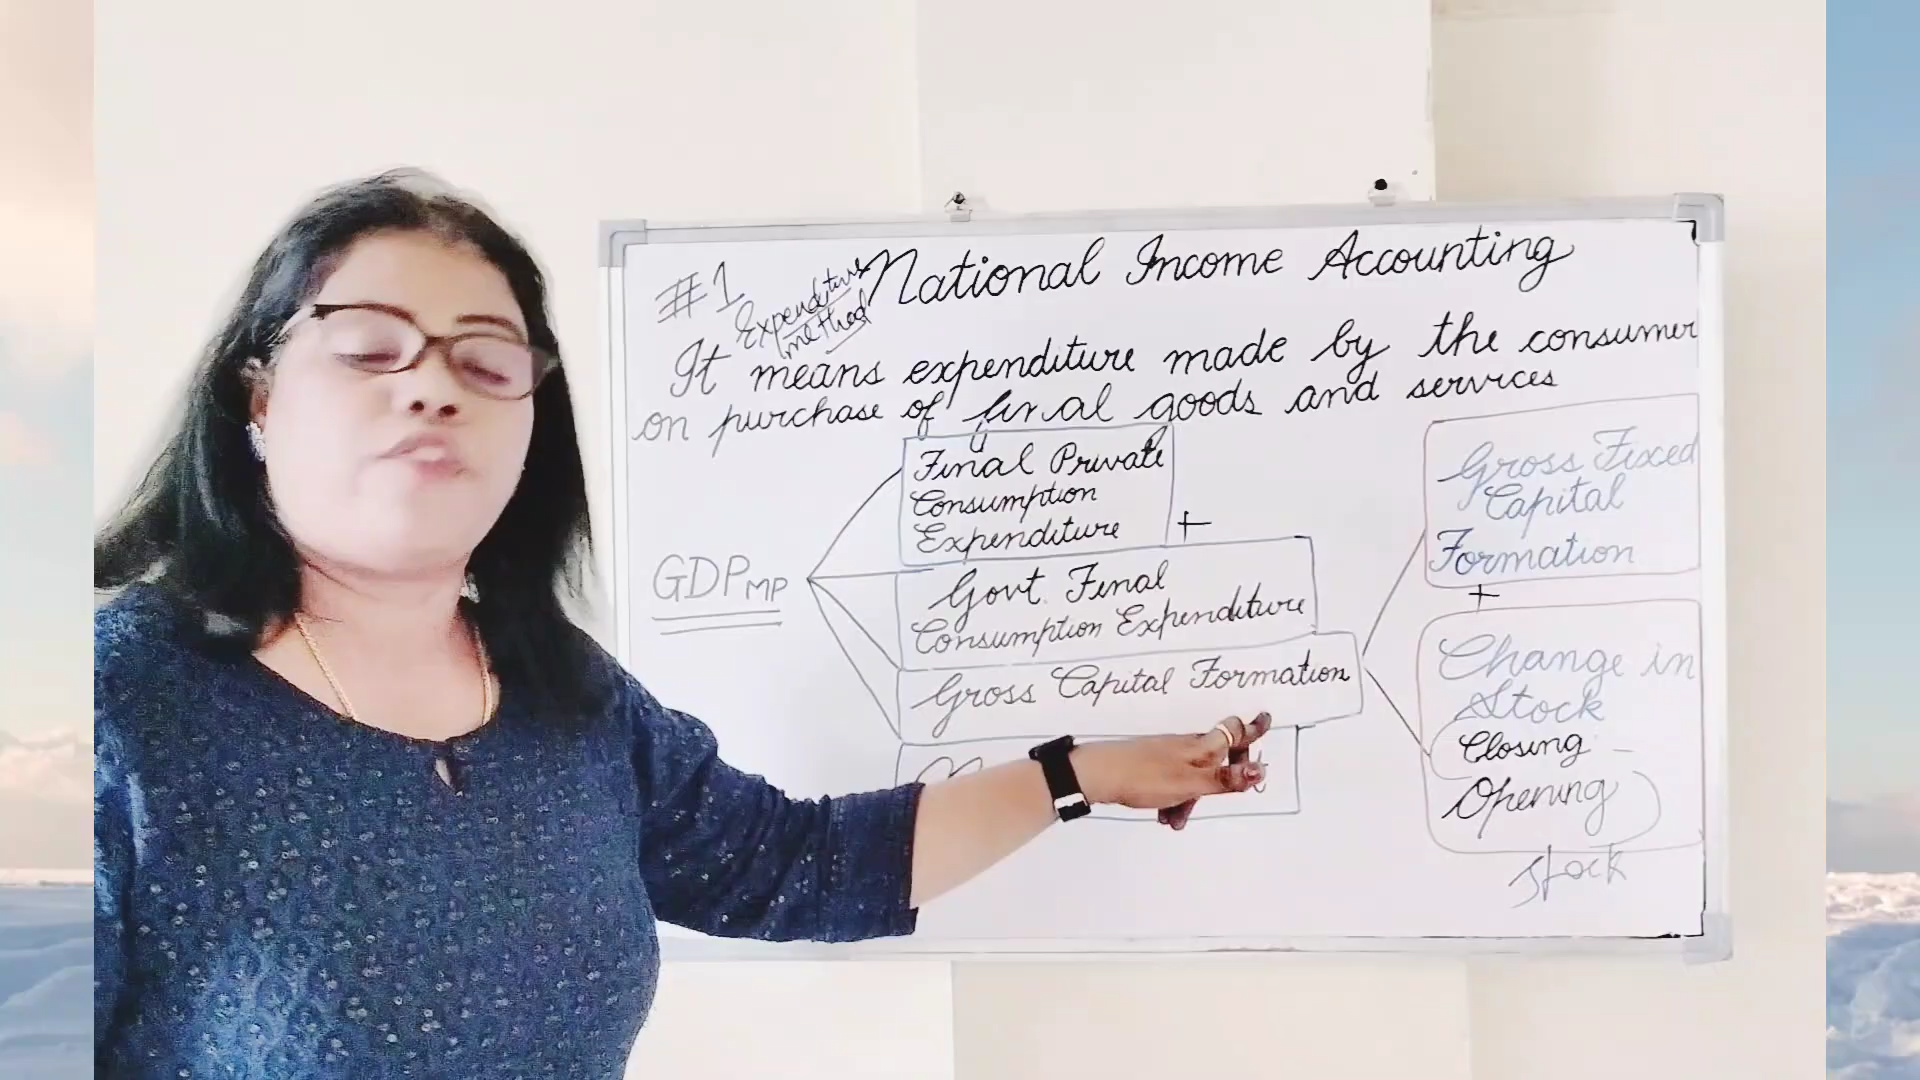 #1
Expenditure
method
National Income Accounting
It means expenditure made by the consumer
on purchase of final goods and services
GDPMP
Final Private
Consumption
Expenditure
+
Govt. Final
Consumption Expenditure
Gross Capital Formation
Gross Fixed
Capital
Formation
+
Change in
Stock
Closing -
Opening
Stock